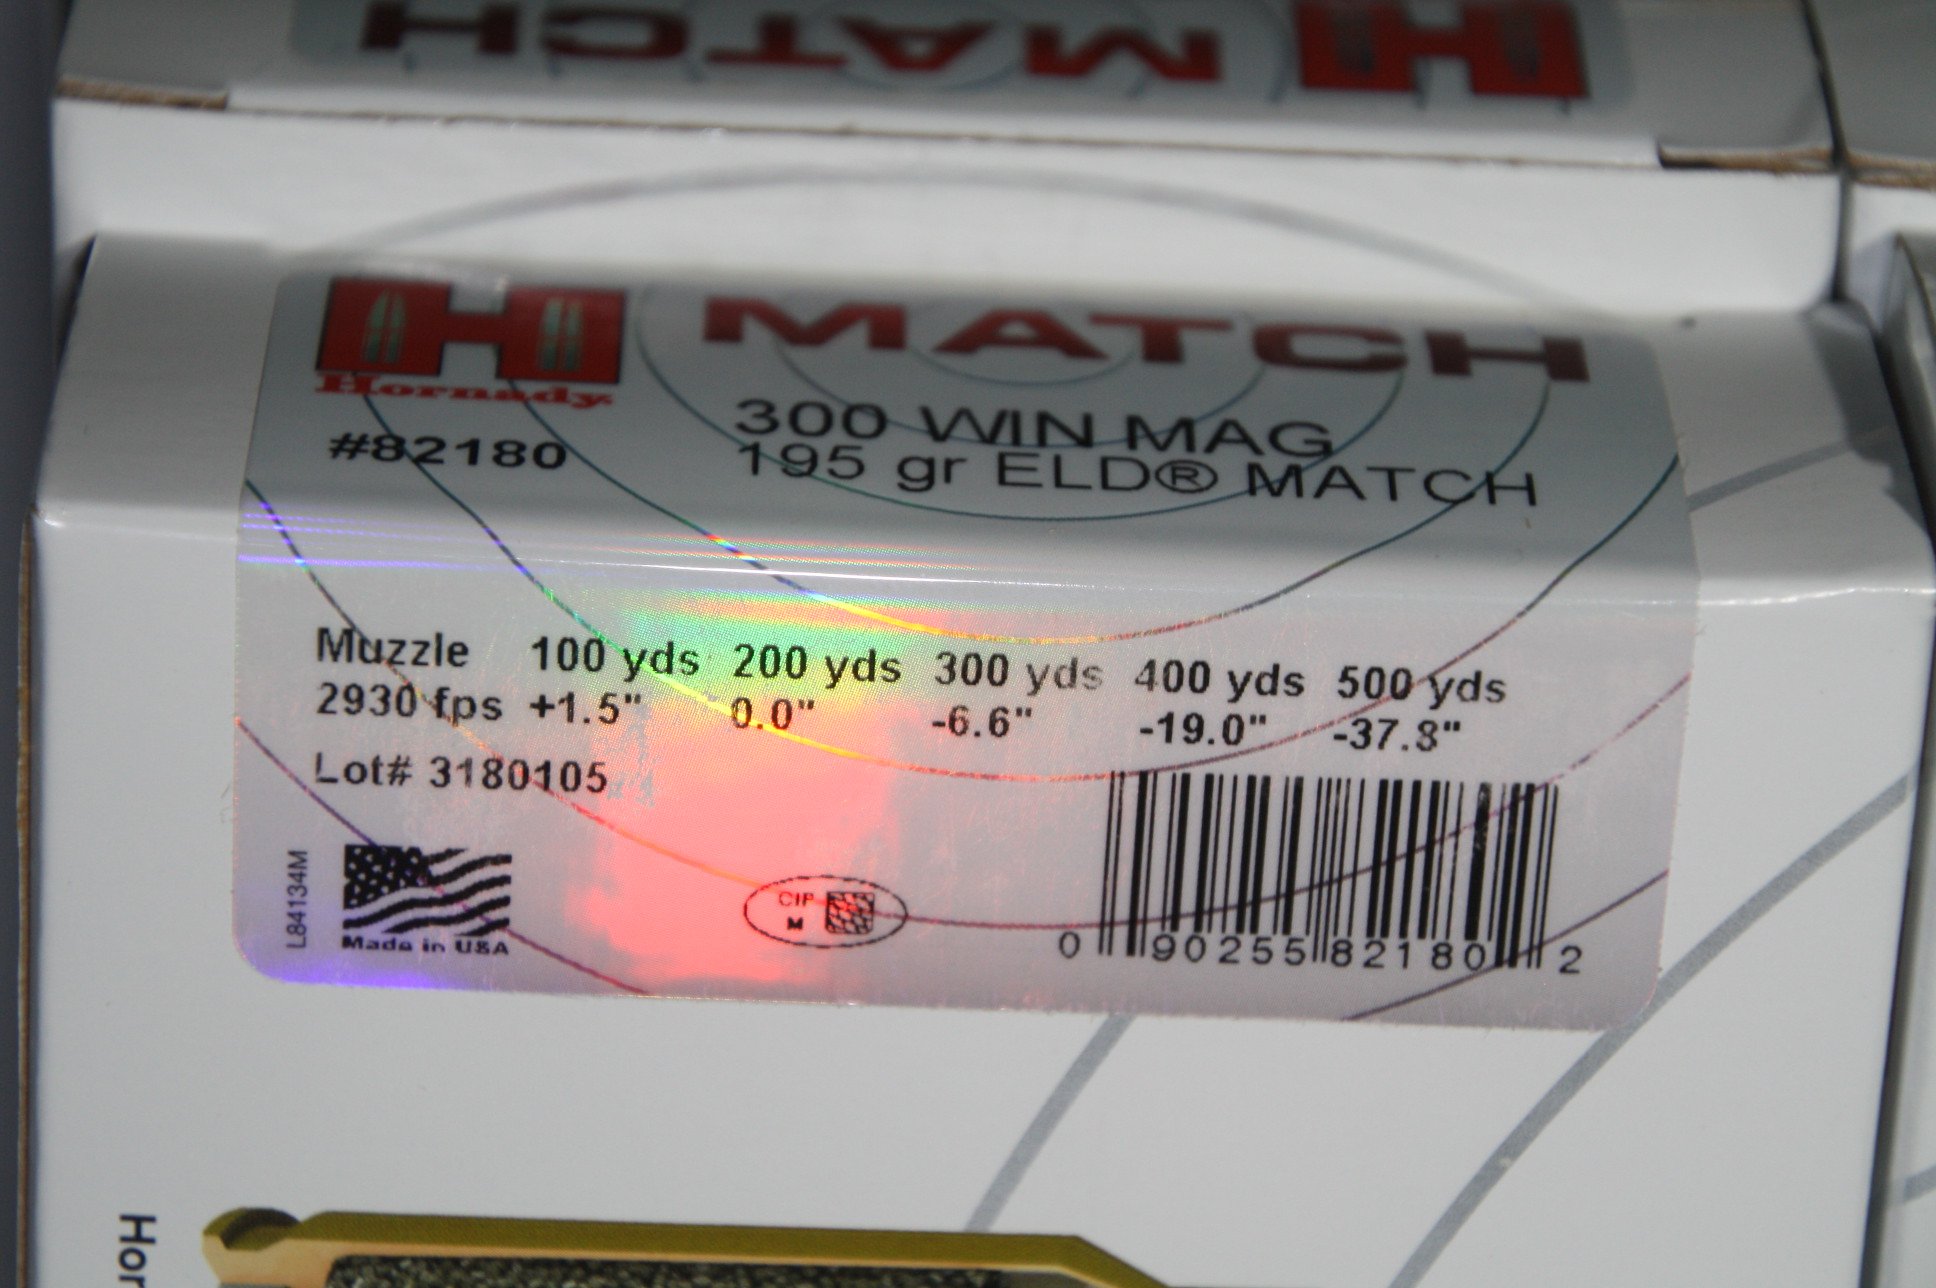 MATCH
Hornady
MATCH
#82180
300 WIN MAG
195 gr ELD® MATCH
Muzzle 100 yds 200 yds 300 yds 400 yds 500 yds
2930 fps +1.5" 0.0" -6.6" -19.0" -37.8"
Lot# 3180105
L84134M
Made in USA
CIP
M
0 90255 82180 2
Hor